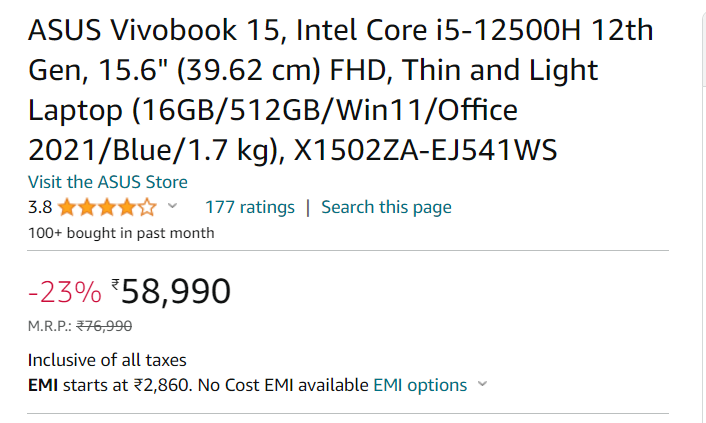 ASUS Vivobook 15, Intel Core i5-12500H 12th
Gen, 15.6" (39.62 cm) FHD, Thin and Light
Laptop (16GB/512GB/Win11/Office
2021/Blue/1.7 kg), X1502ZA-EJ541WS
Visit the ASUS Store
3.8 177 ratings | Search this page
100+ bought in past month
-23% ₹58,990
M.R.P.: ₹76,990
Inclusive of all taxes
EMI starts at ₹2,860. No Cost EMI available EMI options